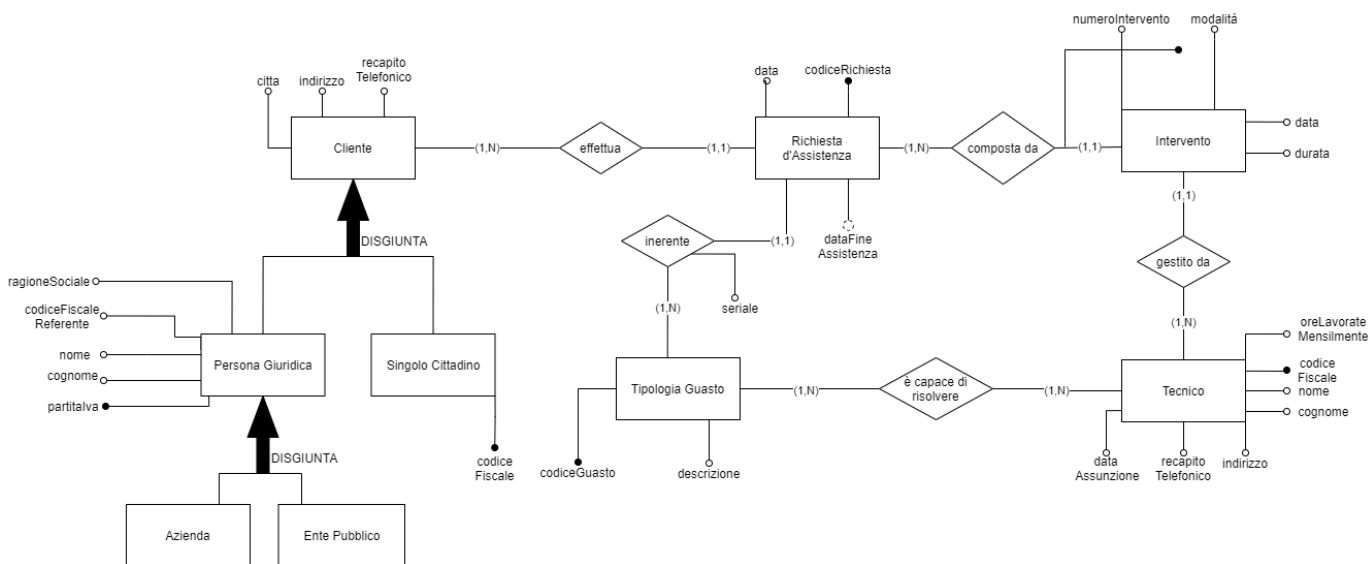 numeroIntervento
modalità
recapito
Telefonico
citta
indirizzo
data
codiceRichiesta
Cliente
(1,N)
effettua
(1,1)
Richiesta
d'Assistenza
(1,N)
composta da
(1,1)
Intervento
data
durata
(1,1)
DISGIUNTA
inerente
(1,1)
dataFine
Assistenza
gestito da
ragioneSociale
codiceFiscale
Referente
nome
cognome
partitaIva
Persona Giuridica
Singolo Cittadino
(1,N)
seriale
(1,N)
oreLavorate
Mensilmente
codice
Fiscale
nome
cognome
Tipologia Guasto
(1,N)
è capace di
risolvere
(1,N)
Tecnico
DISGIUNTA
codice
Fiscale
codiceGuasto
descrizione
data
Assunzione
recapito
Telefonico
indirizzo
Azienda
Ente Pubblico